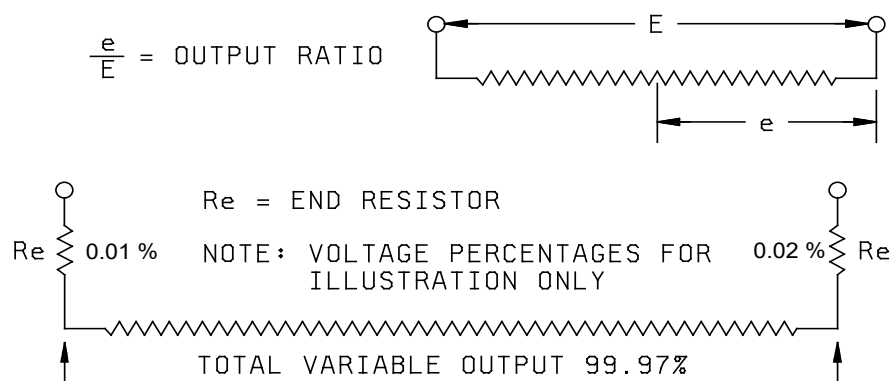 E
e
E = OUTPUT RATIO
e
Re = END RESISTOR
Re 0.01 % NOTE: VOLTAGE PERCENTAGES FOR 0.02 % Re
ILLUSTRATION ONLY
TOTAL VARIABLE OUTPUT 99.97%